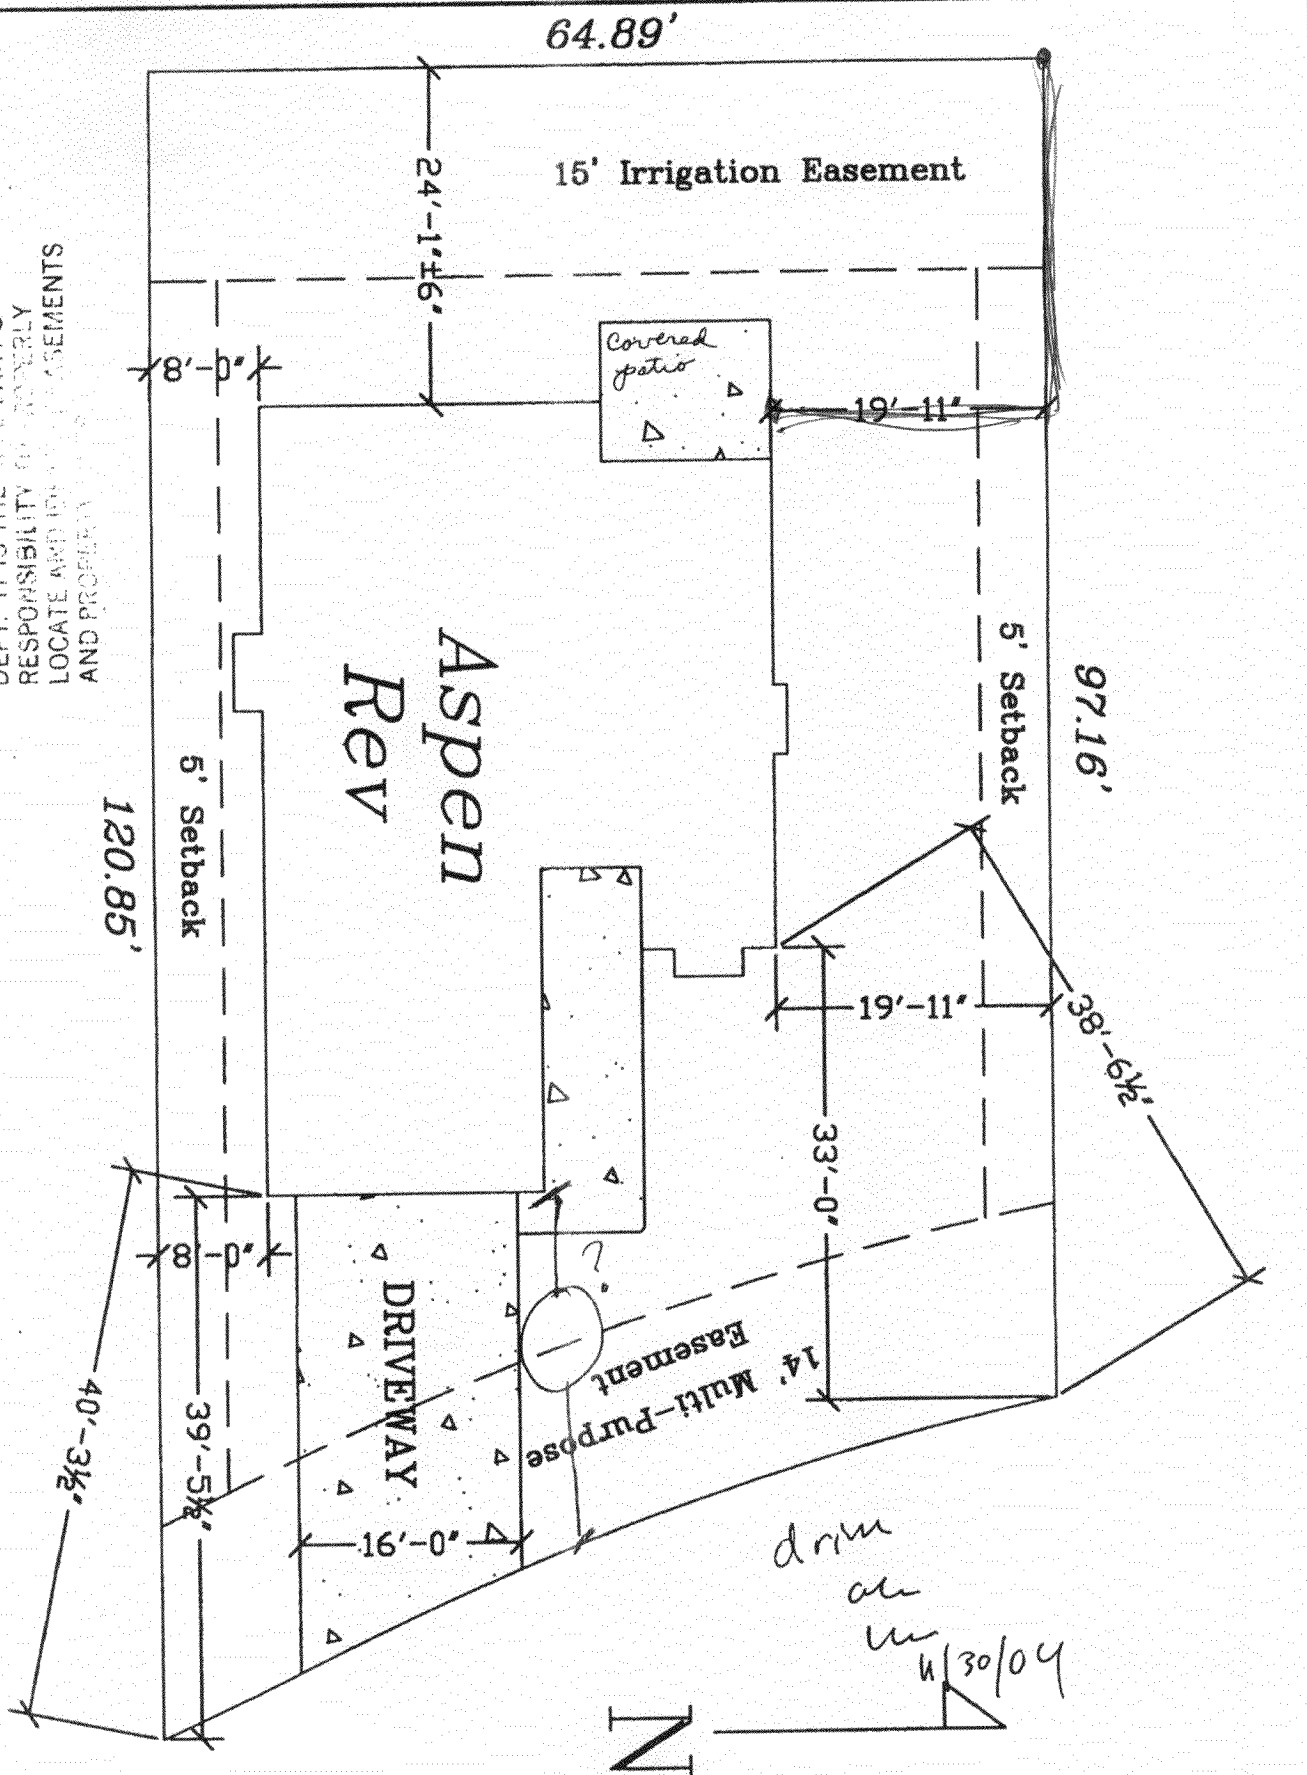 64.89'
15' Irrigation Easement
24'-1"±6"
Covered
patio
8'-0"
19'-11"
SEMENTS
RESPONSIBILITY
LOCATE AND
AND
Aspen
Rev
5' Setback
97.16'
5' Setback
120.85'
19'-11"
38'-6½"
33'-0"
8'-0"
?
DRIVEWAY
14' Multi-Purpose
Easement
40'-3½"
39'-5½"
16'-0"
11/30/04
N